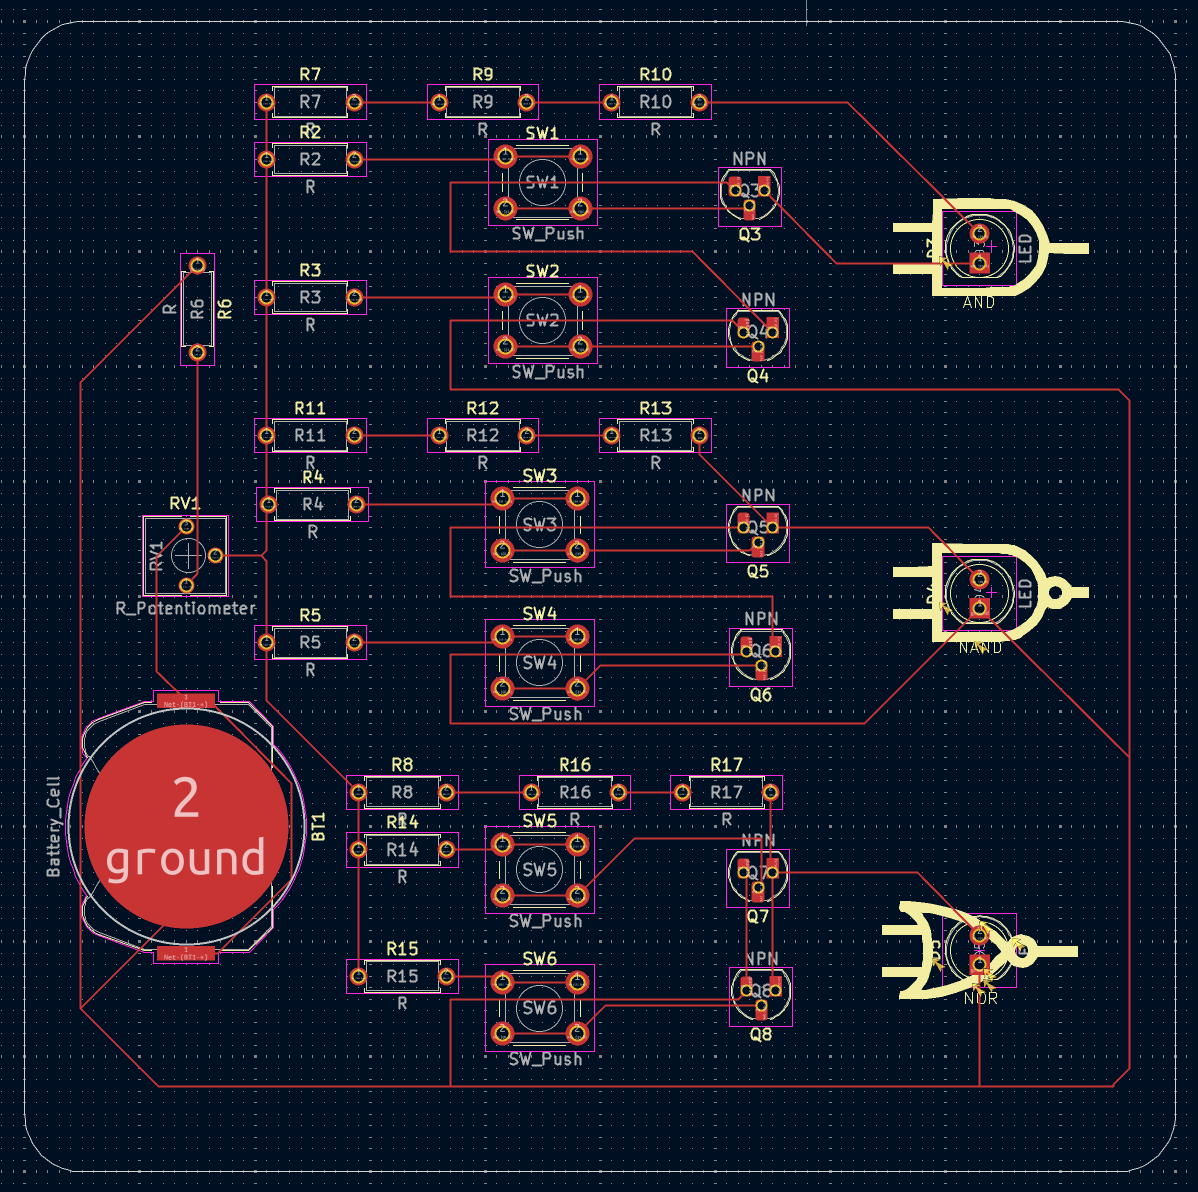 R7
R9
R10
R7
R9
R10
R
R
R
R2
SW1
R2
R
SW1
SW_Push
NPN
Q3
Q3
LED
AND
R3
SW2
R3
R
SW2
SW_Push
NPN
Q4
Q4
R
R6
R6
R11
R12
R13
R11
R12
R13
R
R
R
R4
SW3
R4
R
SW3
SW_Push
NPN
Q5
Q5
RV1
RV1
R_Potentiometer
LED
NAND
R5
SW4
R5
R
SW4
SW_Push
Q6
Q6
Battery_Cell
Net-(BT1-+)
2
ground
1
Net-(BT1-+)
BT1
R8
R16
R17
R8
R16
R17
R
R
R
R14
SW5
R14
R
SW5
SW_Push
NPN
Q7
Q7
R15
SW6
R15
R
SW6
SW_Push
NPN
Q8
Q8
NOR